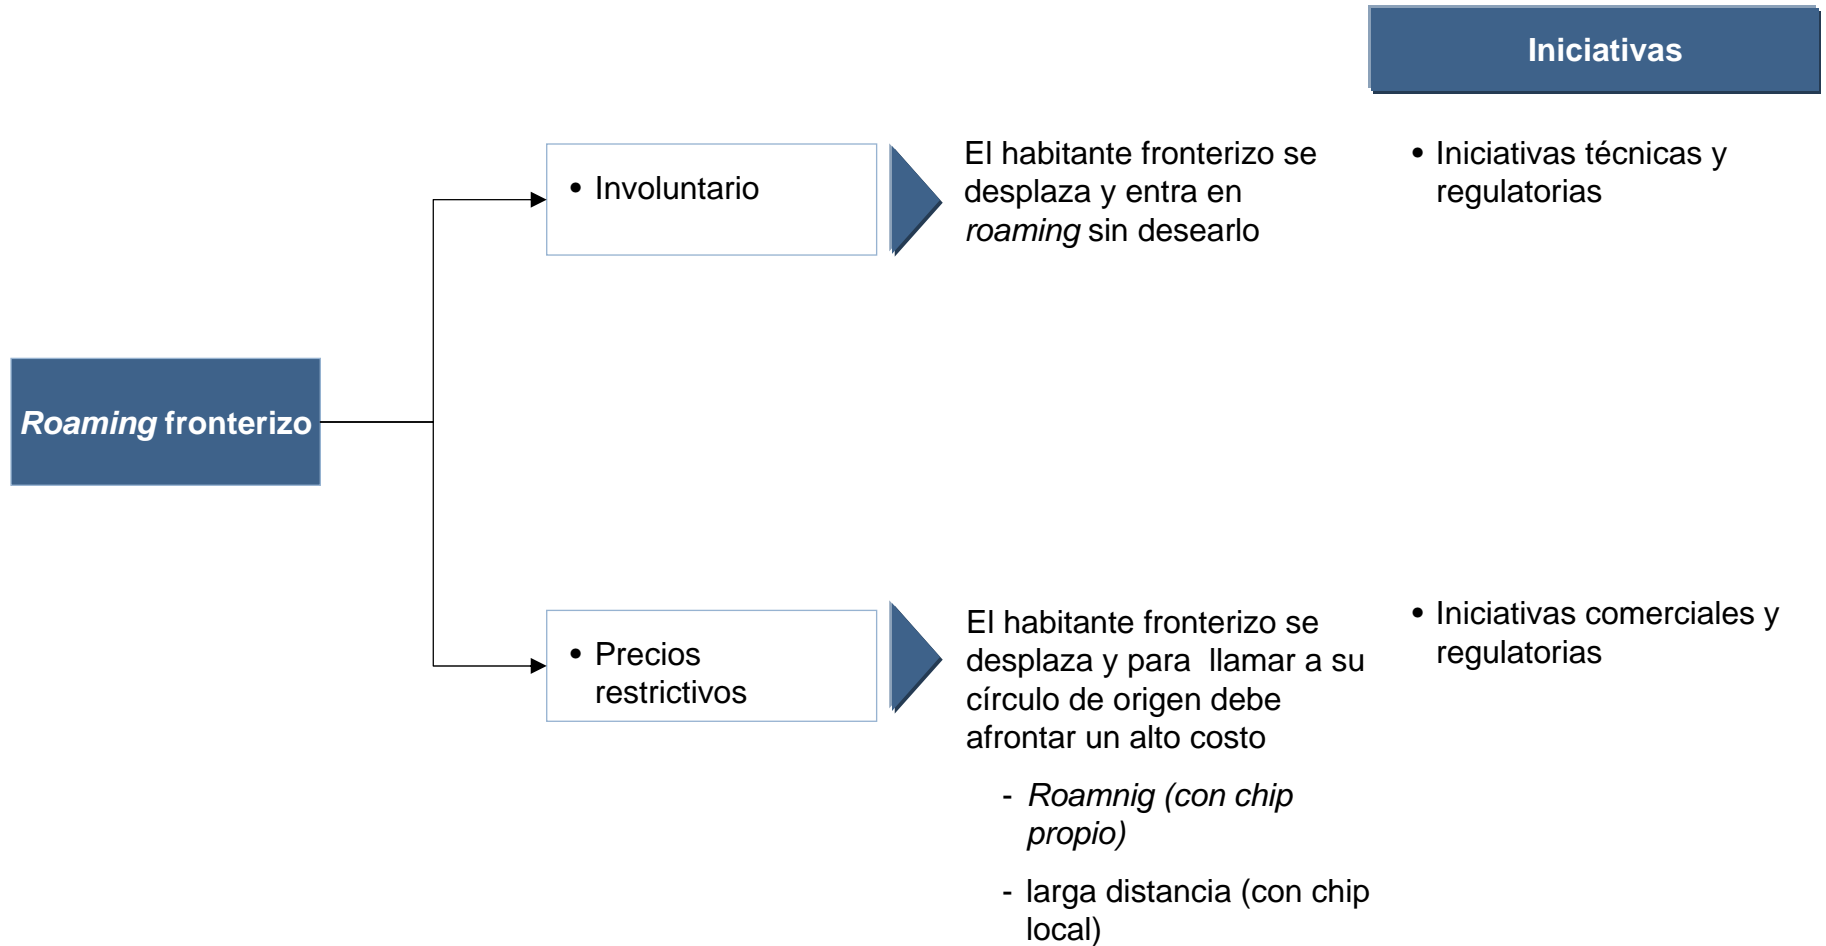 Iniciativas
• Involuntario
El habitante fronterizo se
desplaza y entra en
roaming sin desearlo
• Iniciativas técnicas y
regulatorias
Roaming fronterizo
• Precios
restrictivos
El habitante fronterizo se
desplaza y para  llamar a su
círculo de origen debe
afrontar un alto costo
- Roamnig (con chip
propio)
- larga distancia (con chip
local)
• Iniciativas comerciales y
regulatorias